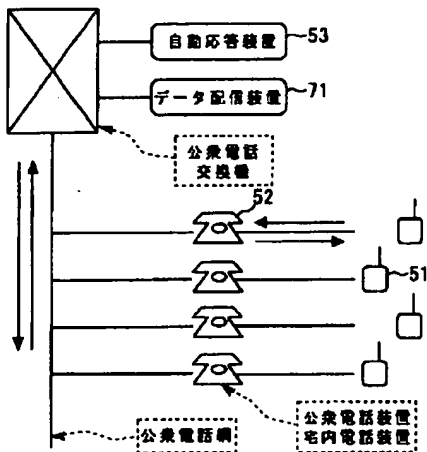 自動応答装置
53
データ配信装置
71
公衆電話
交換機
52
51
公衆電話網
公衆電話装置
宅内電話装置